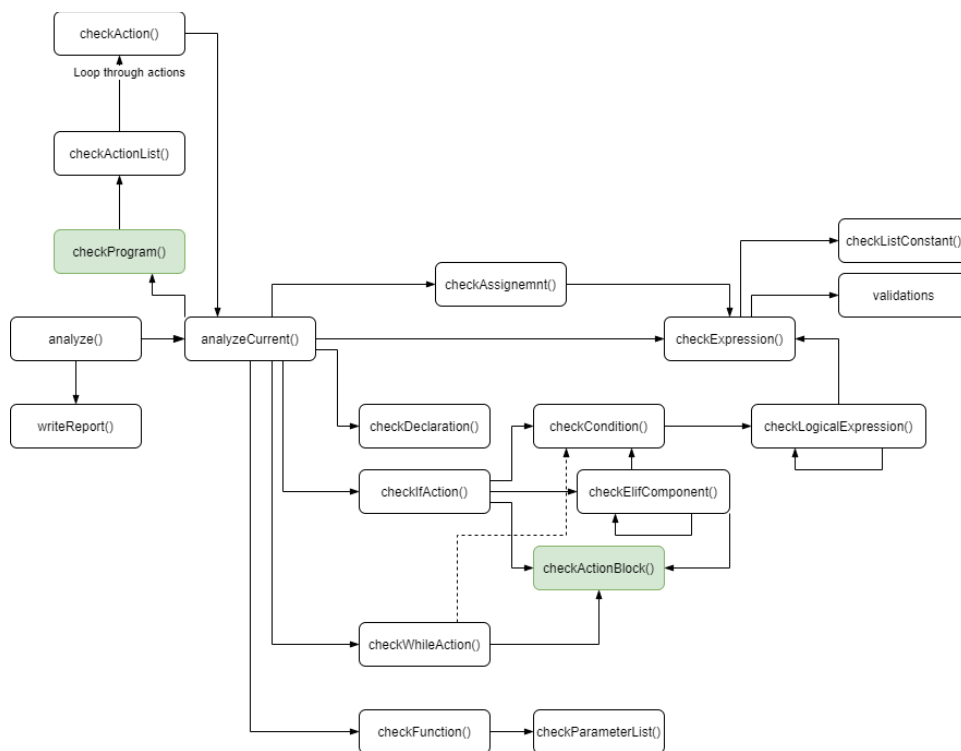 checkAction()
Loop through actions
checkActionList()
checkProgram()
checkListConstant()
checkAssignemnt()
validations
analyze()
analyzeCurrent()
checkExpression()
writeReport()
checkDeclaration()
checkCondition()
checkLogicalExpression()
checkIfAction()
checkElifComponent()
checkActionBlock()
checkWhileAction()
checkFunction()
checkParameterList()